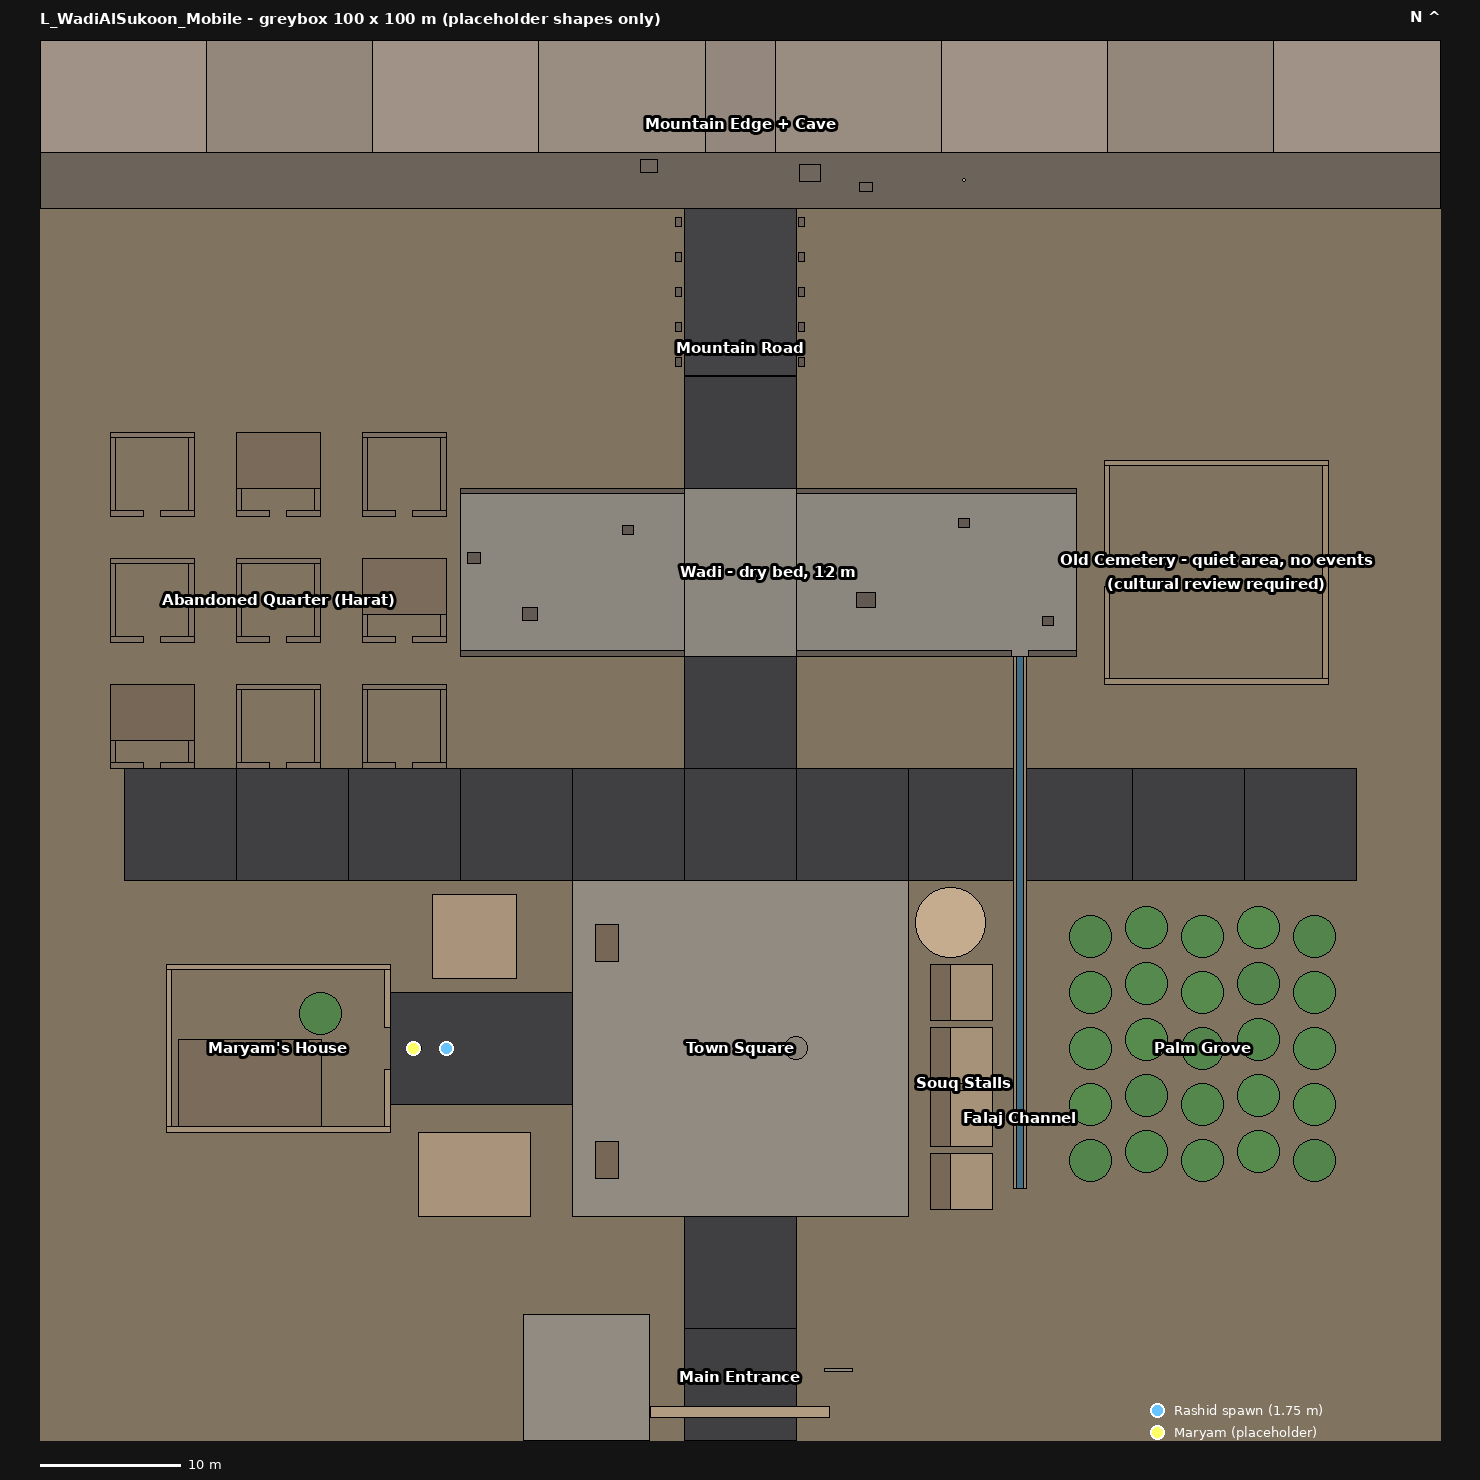 L_WadiAlSukoon_Mobile - greybox 100 x 100 m (placeholder shapes only)
N ^
Mountain Edge + Cave
Mountain Road
Wadi - dry bed, 12 m
Old Cemetery - quiet area, no events
(cultural review required)
Abandoned Quarter (Harat)
Maryam's House
Town Square
Palm Grove
Souq Stalls
Falaj Channel
Main Entrance
Rashid spawn (1.75 m)
Maryam (placeholder)
10 m